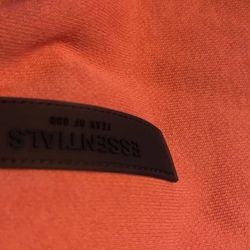 ESSENTIALS
FEAR OF GOD